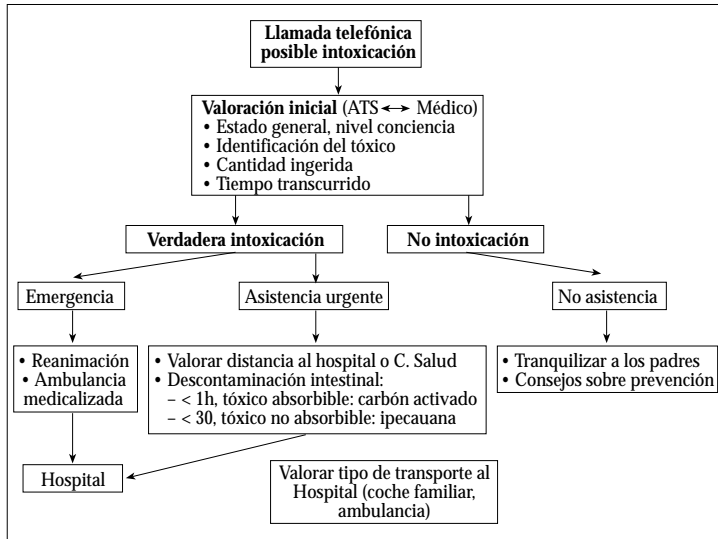 Llamada telefónica
posible intoxicación
Valoración inicial (ATS ⟷ Médico)
• Estado general, nivel conciencia
• Identificación del tóxico
• Cantidad ingerida
• Tiempo transcurrido
Verdadera intoxicación
No intoxicación
Emergencia
Asistencia urgente
No asistencia
• Reanimación
• Ambulancia
medicalizada
• Valorar distancia al hospital o C. Salud
• Descontaminación intestinal:
– < 1h, tóxico absorbible: carbón activado
– < 30, tóxico no absorbible: ipecauana
• Tranquilizar a los padres
• Consejos sobre prevención
Hospital
Valorar tipo de transporte al
Hospital (coche familiar,
ambulancia)